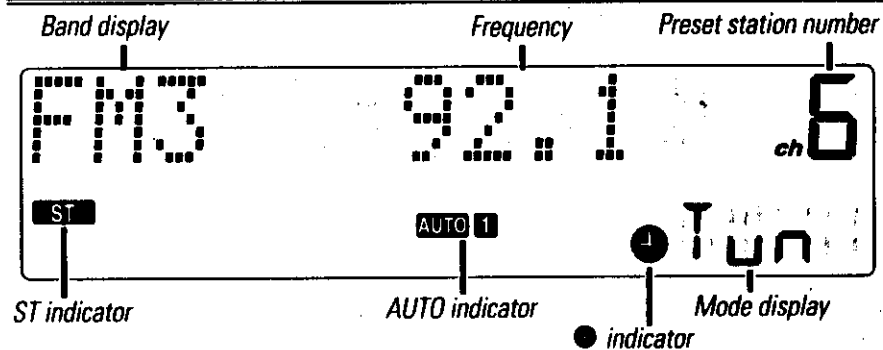 Band display Frequency Preset station number
FM3 92.1 ch 6
ST AUTO 1 Tun
ST indicator AUTO indicator Mode display
indicator